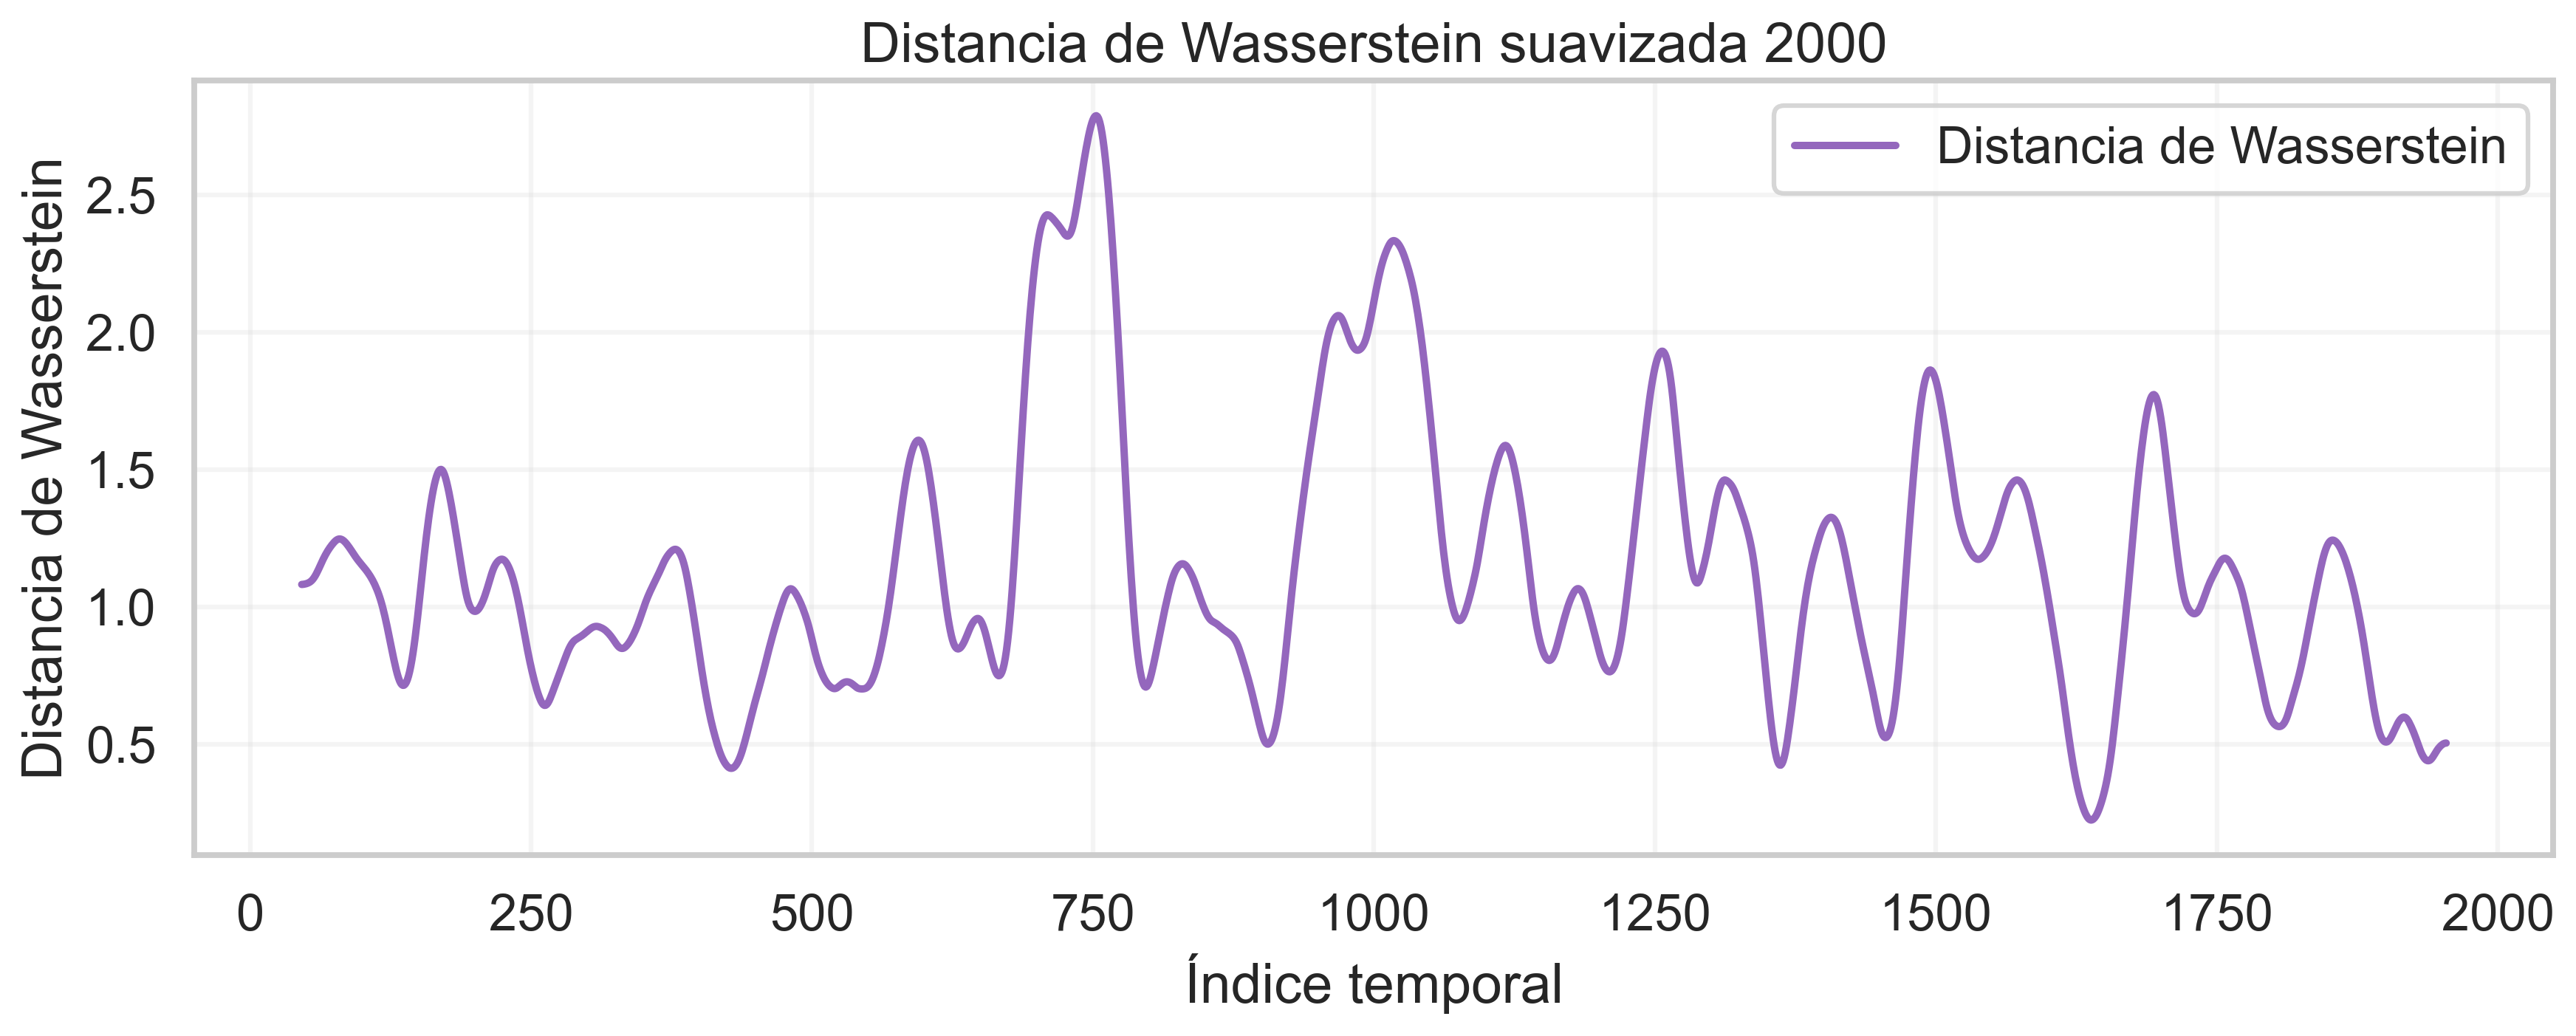 Distancia de Wasserstein suavizada 2000
Distancia de Wasserstein
Distancia de Wasserstein
2.5
2.0
1.5
1.0
0.5
0 250 500 750 1000 1250 1500 1750 2000
Índice temporal